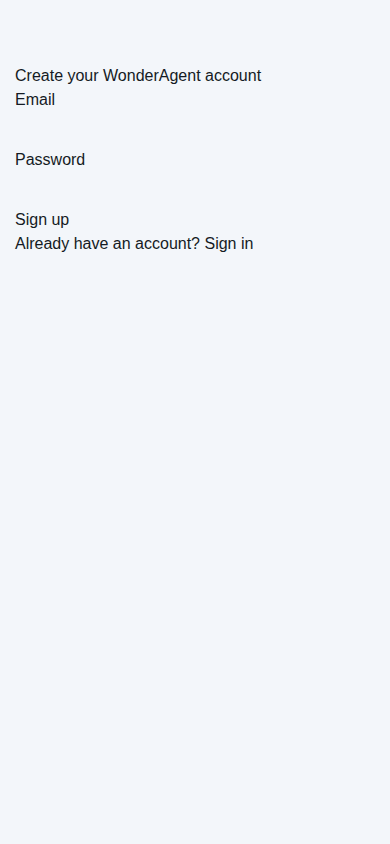 Create your WonderAgent account
Email
Password
Sign up
Already have an account? Sign in